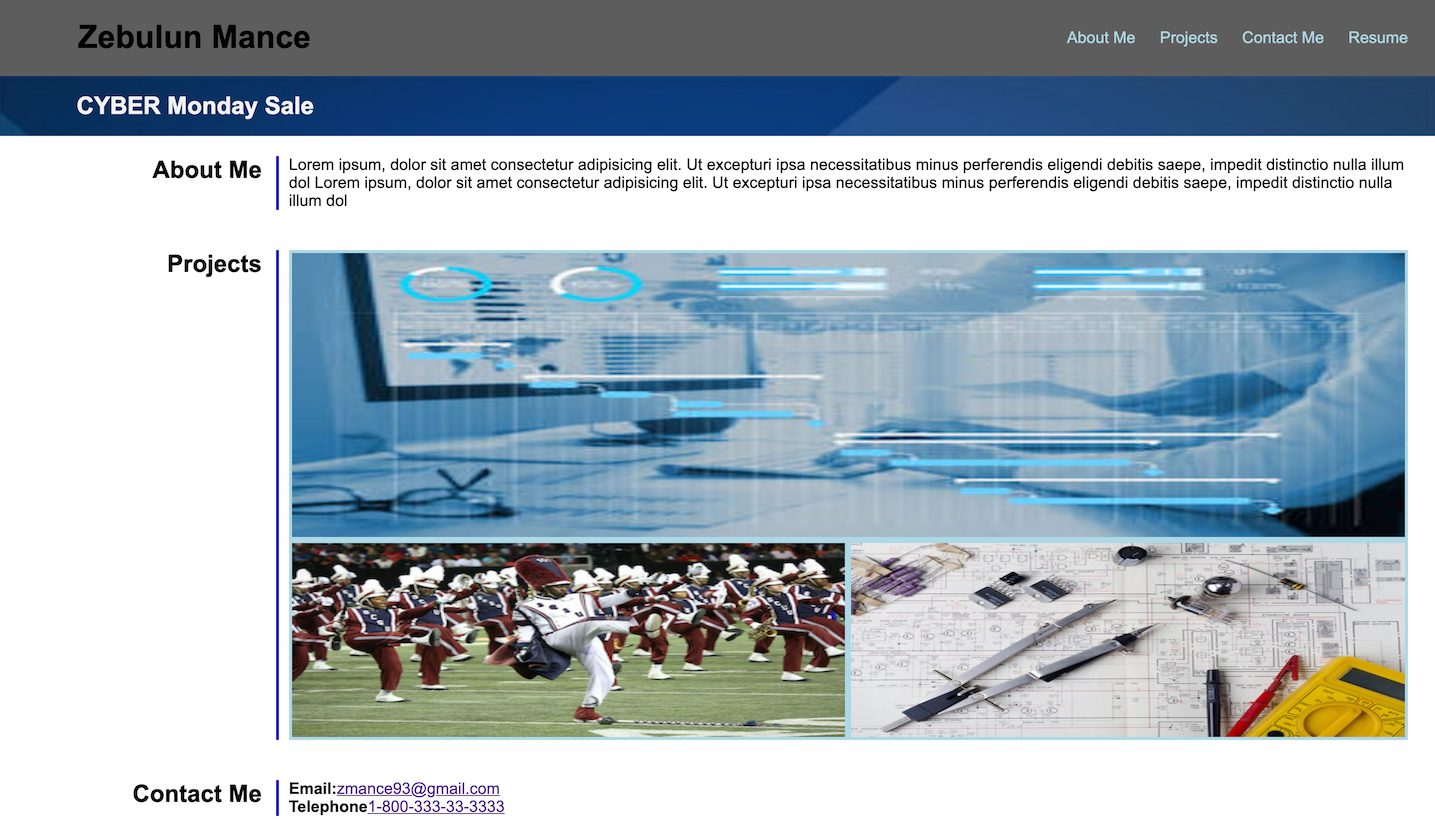 Zebulun Mance
About Me Projects Contact Me Resume
CYBER Monday Sale
About Me
Lorem ipsum, dolor sit amet consectetur adipisicing elit. Ut excepturi ipsa necessitatibus minus perferendis eligendi debitis saepe, impedit distinctio nulla illum
dol Lorem ipsum, dolor sit amet consectetur adipisicing elit. Ut excepturi ipsa necessitatibus minus perferendis eligendi debitis saepe, impedit distinctio nulla
illum dol
Projects
Contact Me
Email:zmance93@gmail.com
Telephone1-800-333-33-3333